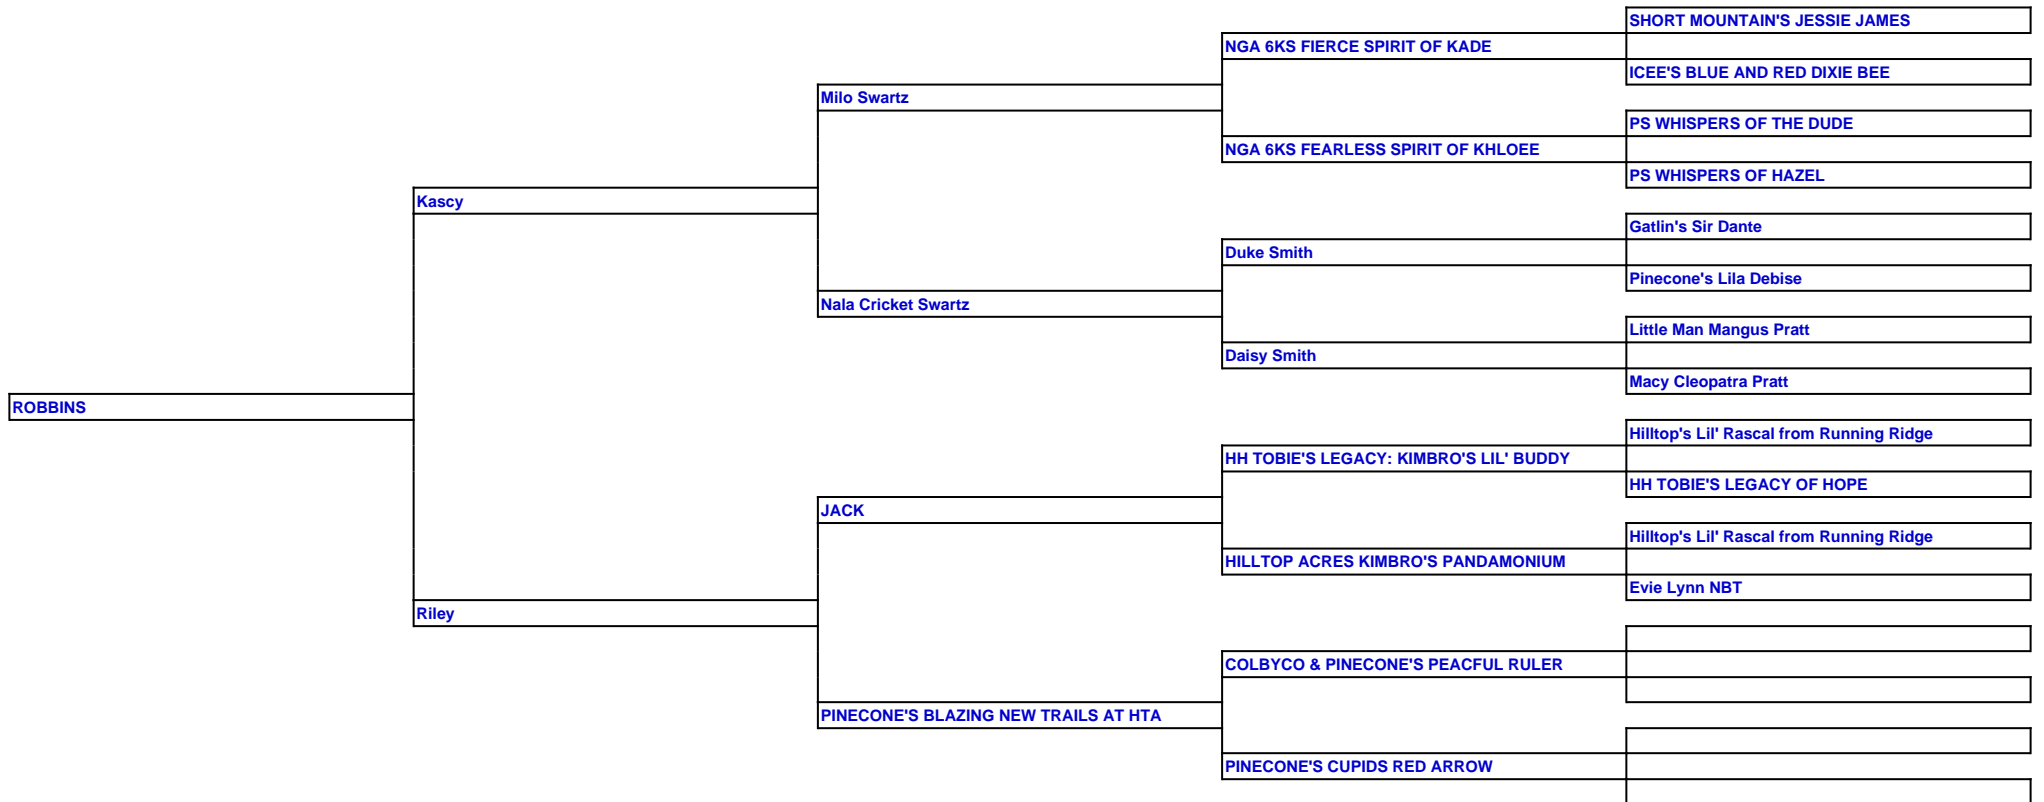 SHORT MOUNTAIN'S JESSIE JAMES
NGA 6KS FIERCE SPIRIT OF KADE
ICEE'S BLUE AND RED DIXIE BEE
Milo Swartz
PS WHISPERS OF THE DUDE
NGA 6KS FEARLESS SPIRIT OF KHLOEE
PS WHISPERS OF HAZEL
Kascy
Gatlin's Sir Dante
Duke Smith
Pinecone's Lila Debise
Nala Cricket Swartz
Little Man Mangus Pratt
Daisy Smith
Macy Cleopatra Pratt
ROBBINS
Hilltop's Lil' Rascal from Running Ridge
HH TOBIE'S LEGACY: KIMBRO'S LIL' BUDDY
HH TOBIE'S LEGACY OF HOPE
JACK
Hilltop's Lil' Rascal from Running Ridge
HILLTOP ACRES KIMBRO'S PANDAMONIUM
Evie Lynn NBT
Riley
COLBYCO & PINECONE'S PEACFUL RULER
PINECONE'S BLAZING NEW TRAILS AT HTA
PINECONE'S CUPIDS RED ARROW